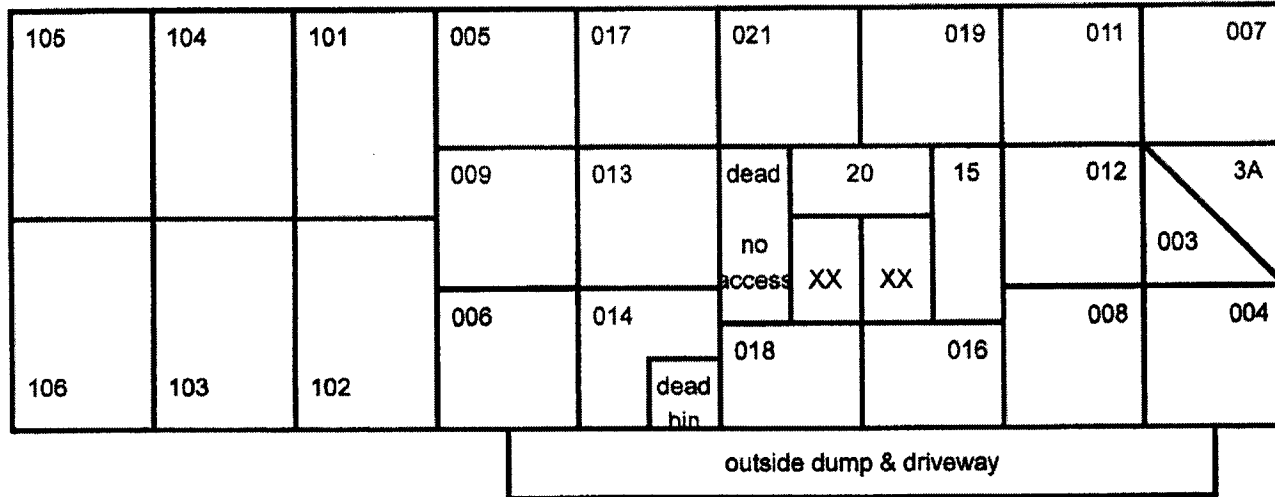 105 104 101 005 017 021 019 011 007
009 013 dead 20 15 012 3A
no 003
access XX XX
006 014 008 004
018 016
106 103 102 dead
bin
outside dump & driveway